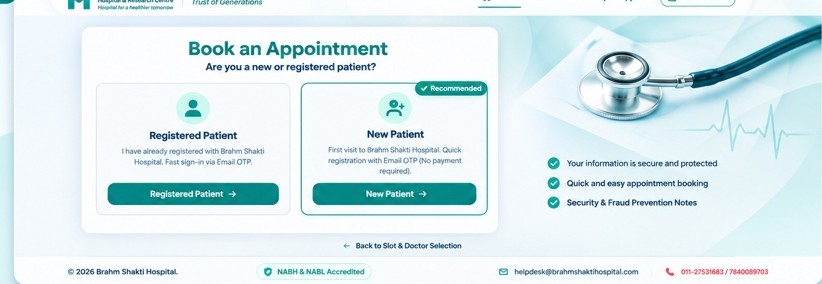 Hospital & Research Centre
Hospital for a healthier tomorrow
Trust of Generations
Book an Appointment
Are you a new or registered patient?
Registered Patient
I have already registered with Brahm Shakti
Hospital. Fast sign-in via Email OTP.
Registered Patient →
✓ Recommended
New Patient
First visit to Brahm Shakti Hospital. Quick
registration with Email OTP (No payment
required).
New Patient →
Your information is secure and protected
Quick and easy appointment booking
Security & Fraud Prevention Notes
← Back to Slot & Doctor Selection
© 2026 Brahm Shakti Hospital.
NABH & NABL Accredited
helpdesk@brahmshaktihospital.com
011-27531683 / 7840089703